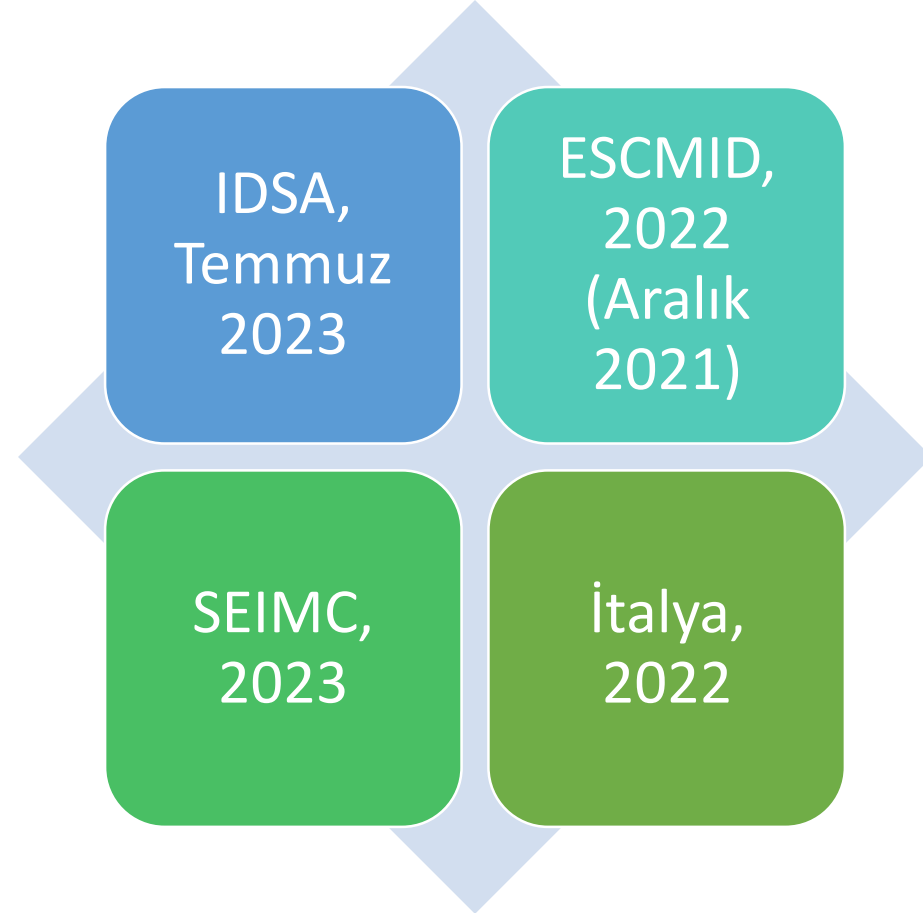 IDSA,
Temmuz
2023
ESCMID,
2022
(Aralık
2021)
SEIMC,
2023
İtalya,
2022